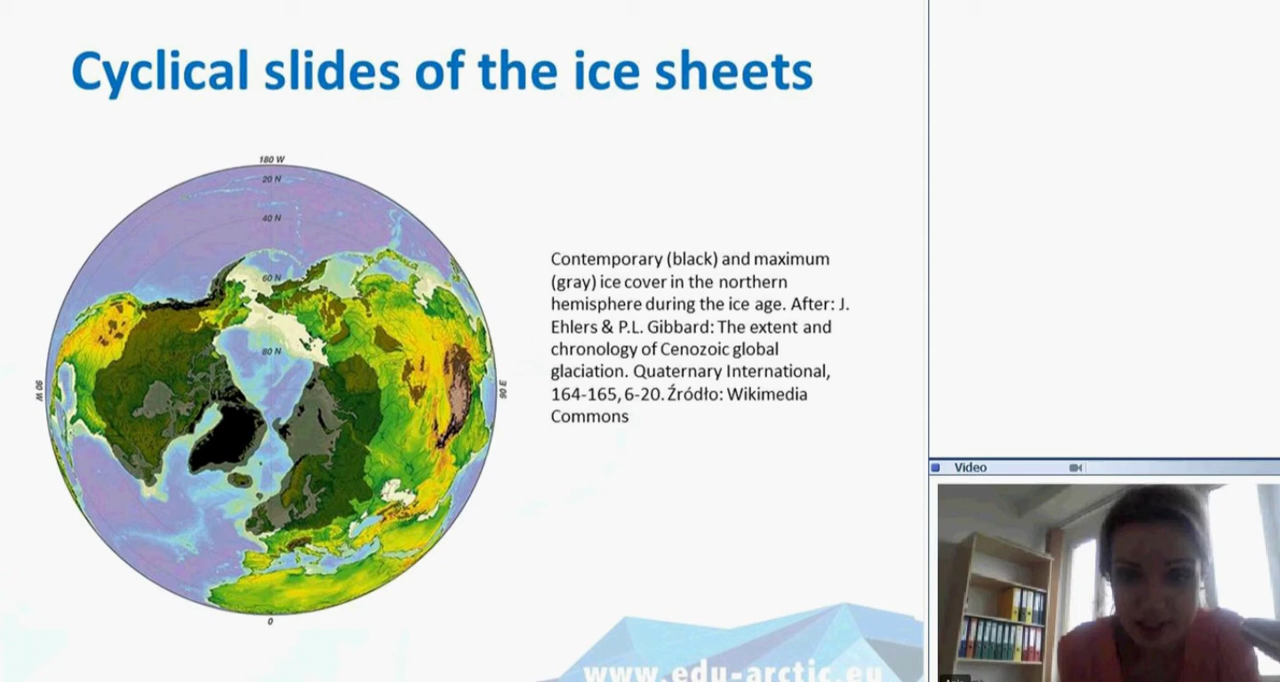 Cyclical slides of the ice sheets
180 W
20 N
40 N
60 N
80 N
90 W
90 E
0
Contemporary (black) and maximum
(gray) ice cover in the northern
hemisphere during the ice age. After: J.
Ehlers & P.L. Gibbard: The extent and
chronology of Cenozoic global
glaciation. Quaternary International,
164-165, 6-20. Źródło: Wikimedia
Commons
www.edu-arctic.eu
Video